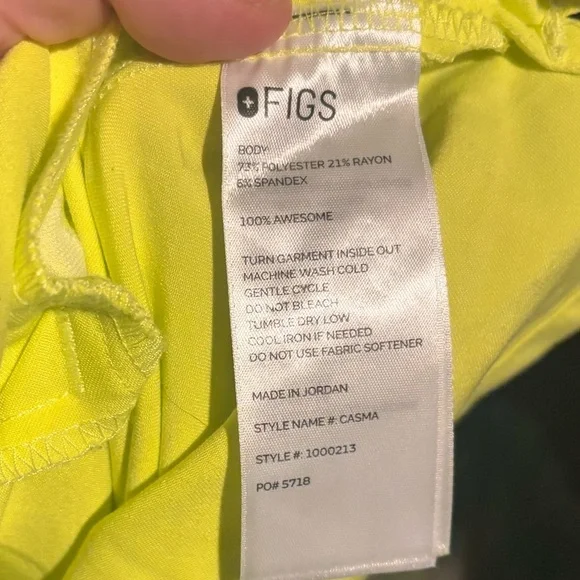 FIGS
BODY
73% POLYESTER 21% RAYON
6% SPANDEX
100% AWESOME
TURN GARMENT INSIDE OUT
MACHINE WASH COLD
GENTLE CYCLE
DO NOT BLEACH
TUMBLE DRY LOW
COOL IRON IF NEEDED
DO NOT USE FABRIC SOFTENER
MADE IN JORDAN
STYLE NAME #: CASMA
STYLE #: 1000213
PO# 5718